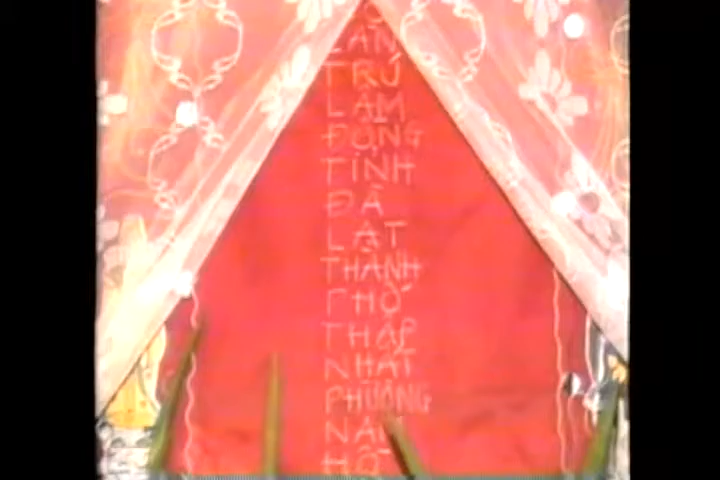 TRÚ
LÂM
ĐỒNG
TỈNH
ĐÀ
LẠT
THÀNH
PHỐ
THẬP
NHẤT
PHƯỜNG